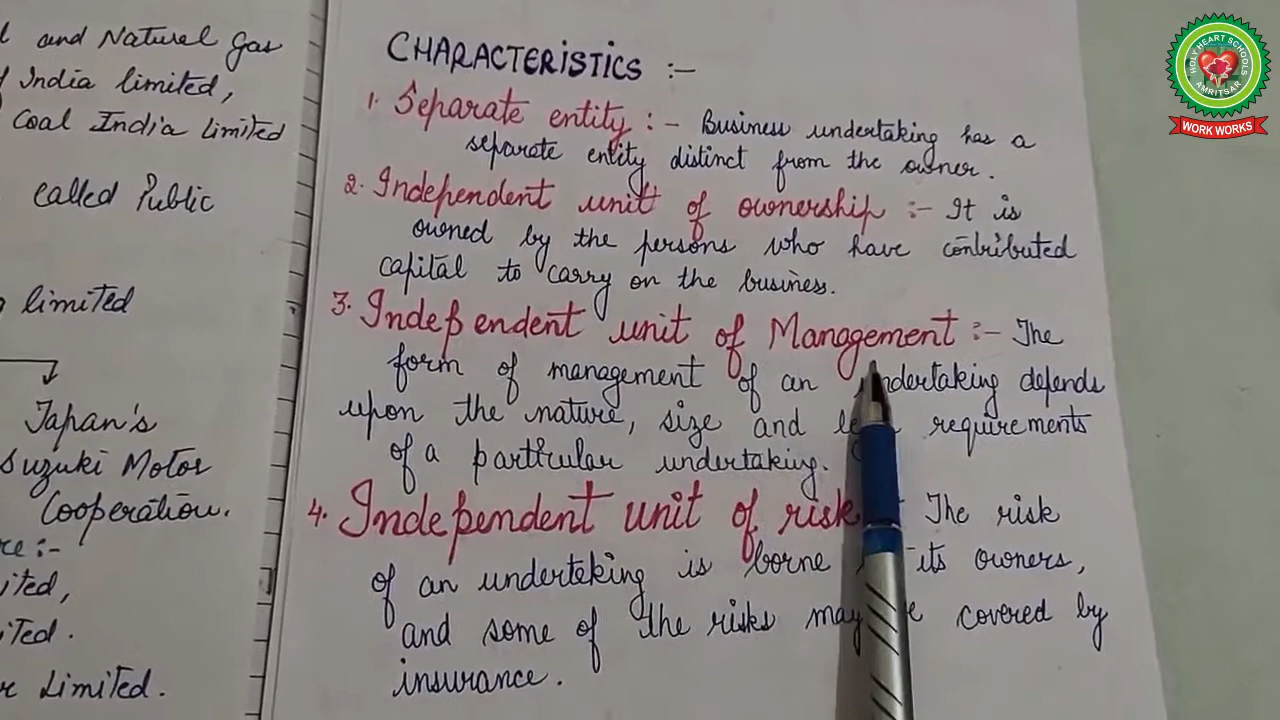 and Natural Gas
India limited,
Coal India limited
called Public
limited
Japan's
Suzuki Motor
Cooperation.
Limited.
CHARACTERISTICS :-
1. Separate entity :- Business undertaking has a
separate entity distinct from the owner.
2. Independent unit of ownership :- It is
owned by the persons who have contributed
capital to carry on the business.
3. Independent unit of Management :- The
form of management of an undertaking depends
upon the nature, size and requirements
of a particular undertaking.
4. Independent unit of risk The risk
of an underteking is borne its owners,
and some of the risks may covered by
insurance.
HOLY HEART SCHOOLS
AMRITSAR
WORK WORKS